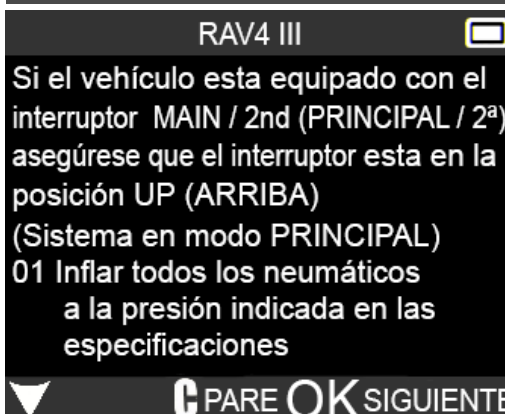 RAV4 III
Si el vehículo esta equipado con el
interruptor MAIN / 2nd (PRINCIPAL / 2ª)
asegúrese que el interruptor esta en la
posición UP (ARRIBA)
(Sistema en modo PRINCIPAL)
01 Inflar todos los neumáticos
a la presión indicada en las
especificaciones
C PARE OK SIGUIENTE